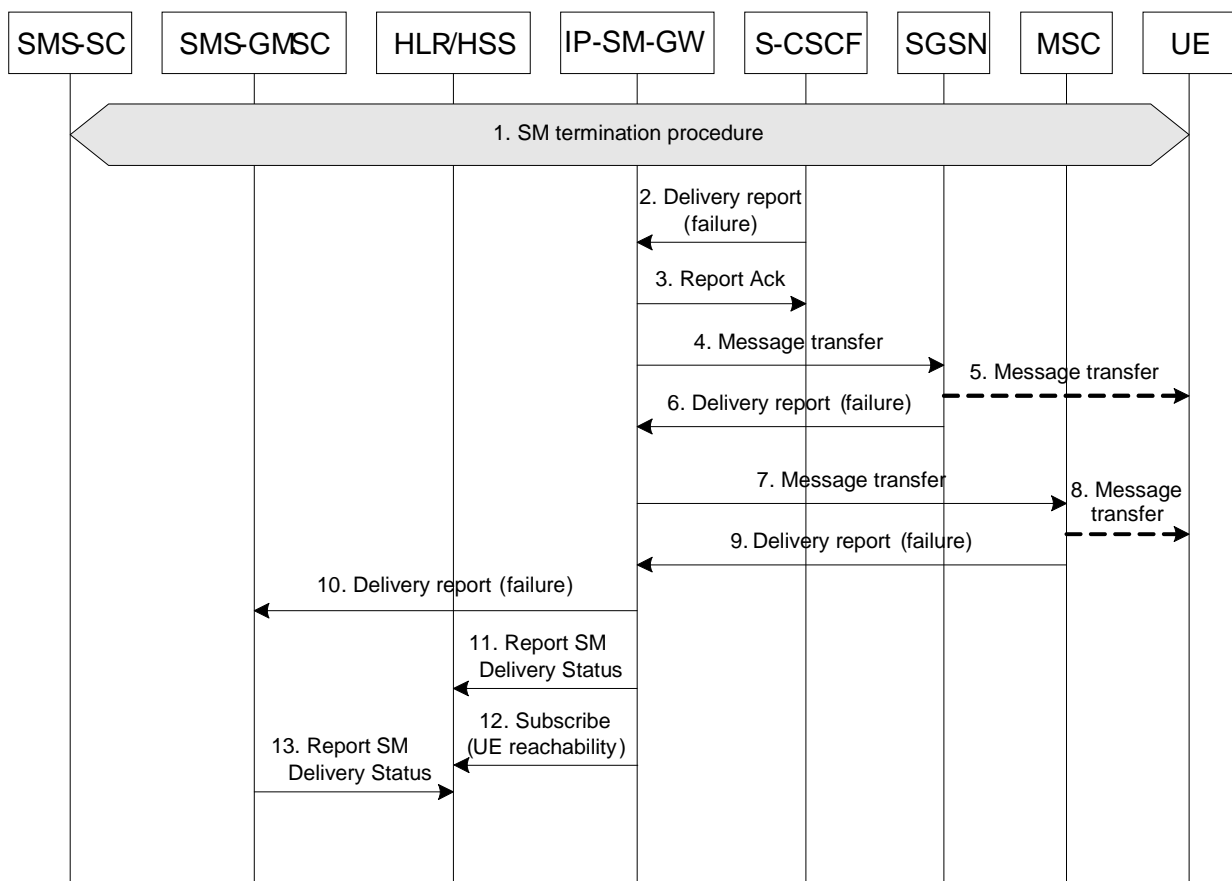 SMS-SC
SMS-GMSC
HLR/HSS
IP-SM-GW
S-CSCF
SGSN
MSC
UE
1. SM termination procedure
2. Delivery report
(failure)
3. Report Ack
4. Message transfer
5. Message transfer
6. Delivery report (failure)
7. Message transfer
8. Message
transfer
9. Delivery report (failure)
10. Delivery report (failure)
11. Report SM
Delivery Status
12. Subscribe
(UE reachability)
13. Report SM
Delivery Status